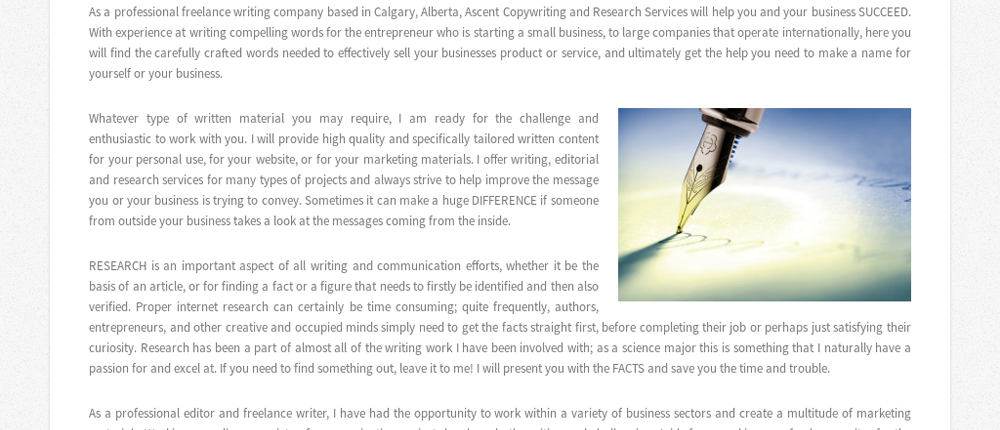 As a professional freelance writing company based in Calgary, Alberta, Ascent Copywriting and Research Services will help you and your business SUCCEED.
With experience at writing compelling words for the entrepreneur who is starting a small business, to large companies that operate internationally, here you
will find the carefully crafted words needed to effectively sell your businesses product or service, and ultimately get the help you need to make a name for
yourself or your business.
Whatever type of written material you may require, I am ready for the challenge and
enthusiastic to work with you. I will provide high quality and specifically tailored written content
for your personal use, for your website, or for your marketing materials. I offer writing, editorial
and research services for many types of projects and always strive to help improve the message
you or your business is trying to convey. Sometimes it can make a huge DIFFERENCE if someone
from outside your business takes a look at the messages coming from the inside.
RESEARCH is an important aspect of all writing and communication efforts, whether it be the
basis of an article, or for finding a fact or a figure that needs to firstly be identified and then also
verified. Proper internet research can certainly be time consuming; quite frequently, authors,
entrepreneurs, and other creative and occupied minds simply need to get the facts straight first, before completing their job or perhaps just satisfying their
curiosity. Research has been a part of almost all of the writing work I have been involved with; as a science major this is something that I naturally have a
passion for and excel at. If you need to find something out, leave it to me! I will present you with the FACTS and save you the time and trouble.
As a professional editor and freelance writer, I have had the opportunity to work within a variety of business sectors and create a multitude of marketing